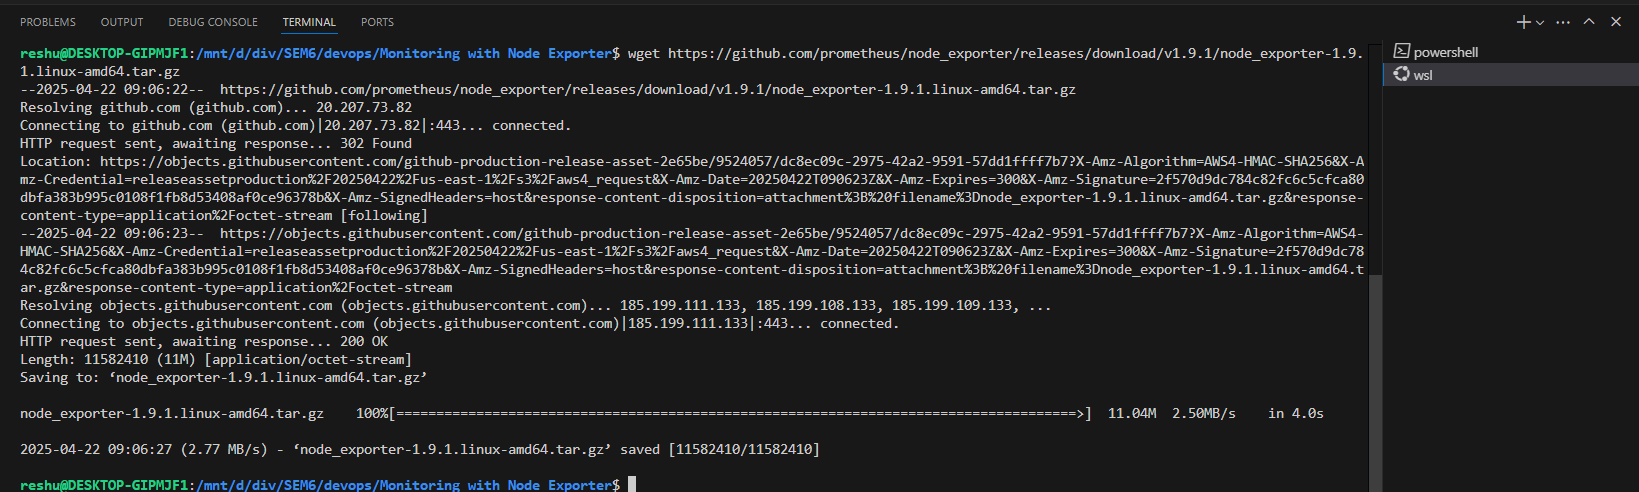 PROBLEMS OUTPUT DEBUG CONSOLE TERMINAL PORTS
powershell
wsl
reshu@DESKTOP-GIPMJF1:/mnt/d/div/SEM6/devops/Monitoring with Node Exporter$ wget https://github.com/prometheus/node_exporter/releases/download/v1.9.1/node_exporter-1.9.
1.linux-amd64.tar.gz
--2025-04-22 09:06:22--  https://github.com/prometheus/node_exporter/releases/download/v1.9.1/node_exporter-1.9.1.linux-amd64.tar.gz
Resolving github.com (github.com)... 20.207.73.82
Connecting to github.com (github.com)|20.207.73.82|:443... connected.
HTTP request sent, awaiting response... 302 Found
Location: https://objects.githubusercontent.com/github-production-release-asset-2e65be/9524057/dc8ec09c-2975-42a2-9591-57dd1ffff7b7?X-Amz-Algorithm=AWS4-HMAC-SHA256&X-A
mz-Credential=releaseassetproduction%2F20250422%2Fus-east-1%2Fs3%2Faws4_request&X-Amz-Date=20250422T090623Z&X-Amz-Expires=300&X-Amz-Signature=2f570d9dc784c82fc6c5cfca80
dbfa383b995c0108f1fb8d53408af0ce96378b&X-Amz-SignedHeaders=host&response-content-disposition=attachment%3B%20filename%3Dnode_exporter-1.9.1.linux-amd64.tar.gz&response-
content-type=application%2Foctet-stream [following]
--2025-04-22 09:06:23--  https://objects.githubusercontent.com/github-production-release-asset-2e65be/9524057/dc8ec09c-2975-42a2-9591-57dd1ffff7b7?X-Amz-Algorithm=AWS4-
HMAC-SHA256&X-Amz-Credential=releaseassetproduction%2F20250422%2Fus-east-1%2Fs3%2Faws4_request&X-Amz-Date=20250422T090623Z&X-Amz-Expires=300&X-Amz-Signature=2f570d9dc78
4c82fc6c5cfca80dbfa383b995c0108f1fb8d53408af0ce96378b&X-Amz-SignedHeaders=host&response-content-disposition=attachment%3B%20filename%3Dnode_exporter-1.9.1.linux-amd64.t
ar.gz&response-content-type=application%2Foctet-stream
Resolving objects.githubusercontent.com (objects.githubusercontent.com)... 185.199.111.133, 185.199.108.133, 185.199.109.133, ...
Connecting to objects.githubusercontent.com (objects.githubusercontent.com)|185.199.111.133|:443... connected.
HTTP request sent, awaiting response... 200 OK
Length: 11582410 (11M) [application/octet-stream]
Saving to: ‘node_exporter-1.9.1.linux-amd64.tar.gz’
node_exporter-1.9.1.linux-amd64.tar.gz    100%[=====================================================================================>]  11.04M  2.50MB/s    in 4.0s
2025-04-22 09:06:27 (2.77 MB/s) - ‘node_exporter-1.9.1.linux-amd64.tar.gz’ saved [11582410/11582410]
reshu@DESKTOP-GIPMJF1:/mnt/d/div/SEM6/devops/Monitoring with Node Exporter$